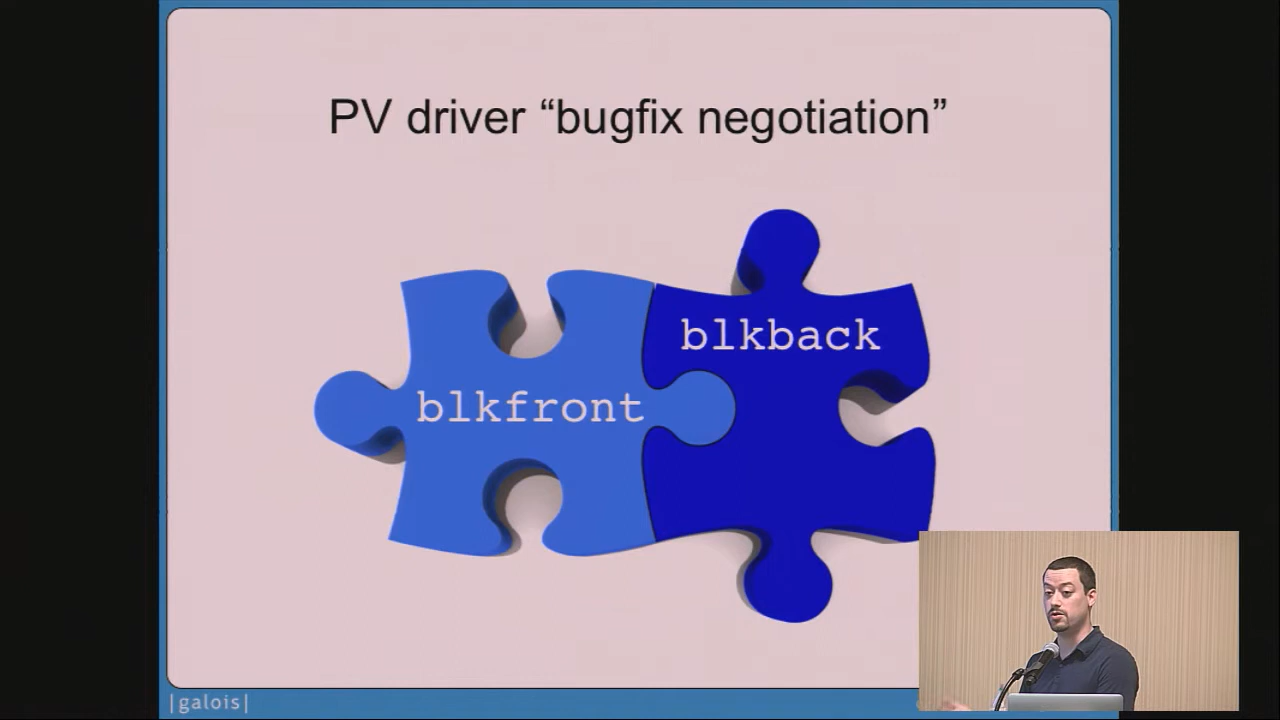 PV driver “bugfix negotiation”
blkback
blkfront
|galois|